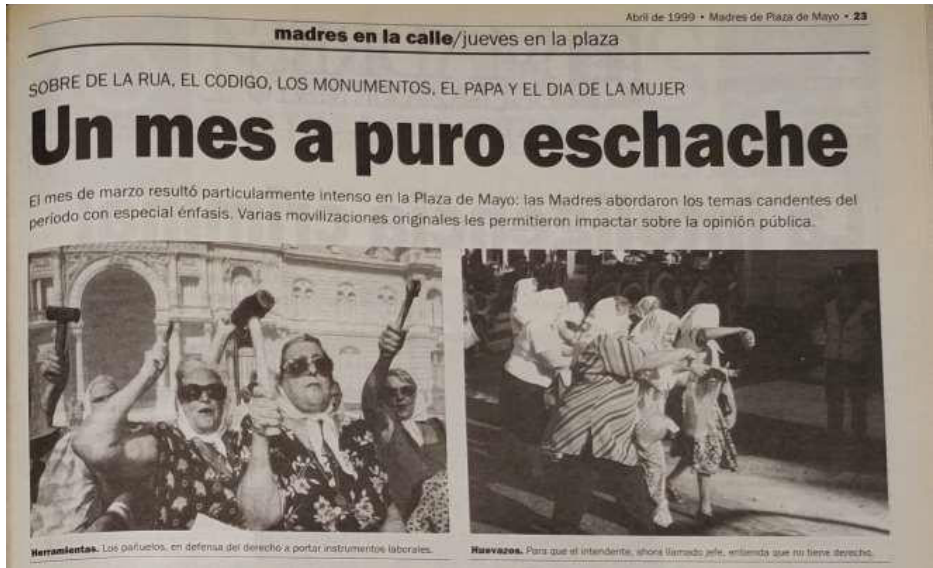 Abril de 1999 • Madres de Plaza de Mayo • 23
madres en la calle/jueves en la plaza
SOBRE DE LA RUA, EL CODIGO, LOS MONUMENTOS, EL PAPA Y EL DIA DE LA MUJER
Un mes a puro eschache
El mes de marzo resultó particularmente intenso en la Plaza de Mayo: las Madres abordaron los temas candentes del
período con especial énfasis. Varias movilizaciones originales les permitieron impactar sobre la opinión pública.
Herramientas. Los pañuelos, en defensa del derecho a portar instrumentos laborales.
Huevazos. Para que el intendente, ahora llamado jefe, entienda que no tiene derecho.